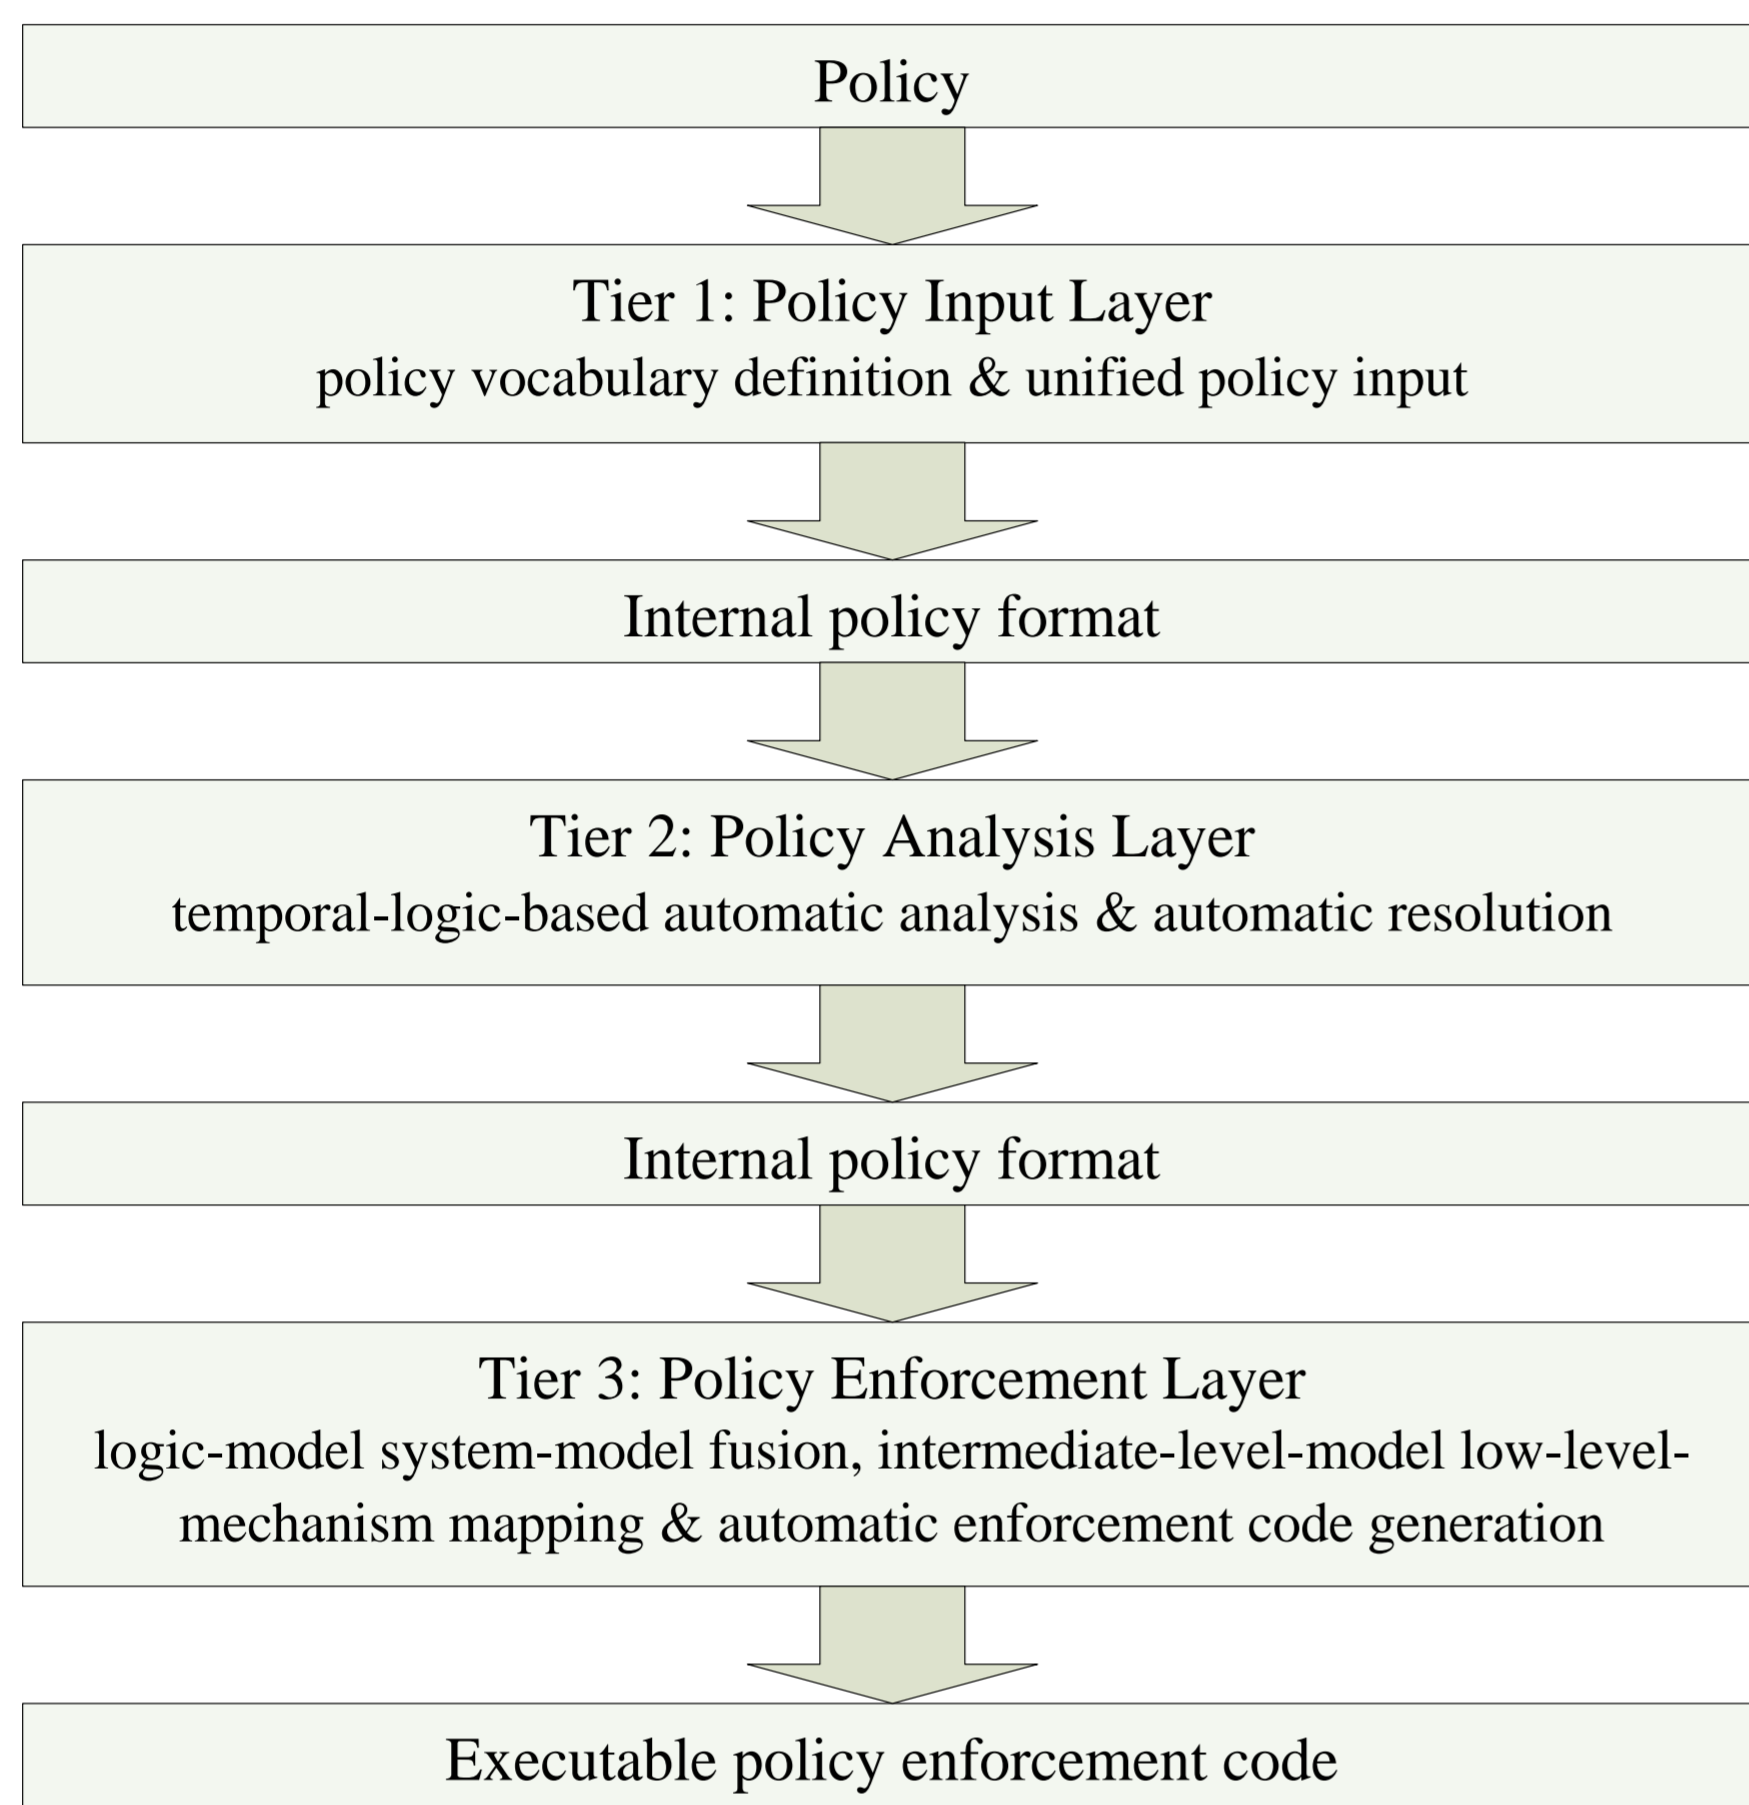 Policy
Tier 1: Policy Input Layer
policy vocabulary definition & unified policy input
Internal policy format
Tier 2: Policy Analysis Layer
temporal-logic-based automatic analysis & automatic resolution
Internal policy format
Tier 3: Policy Enforcement Layer
logic-model system-model fusion, intermediate-level-model low-level-
mechanism mapping & automatic enforcement code generation
Executable policy enforcement code